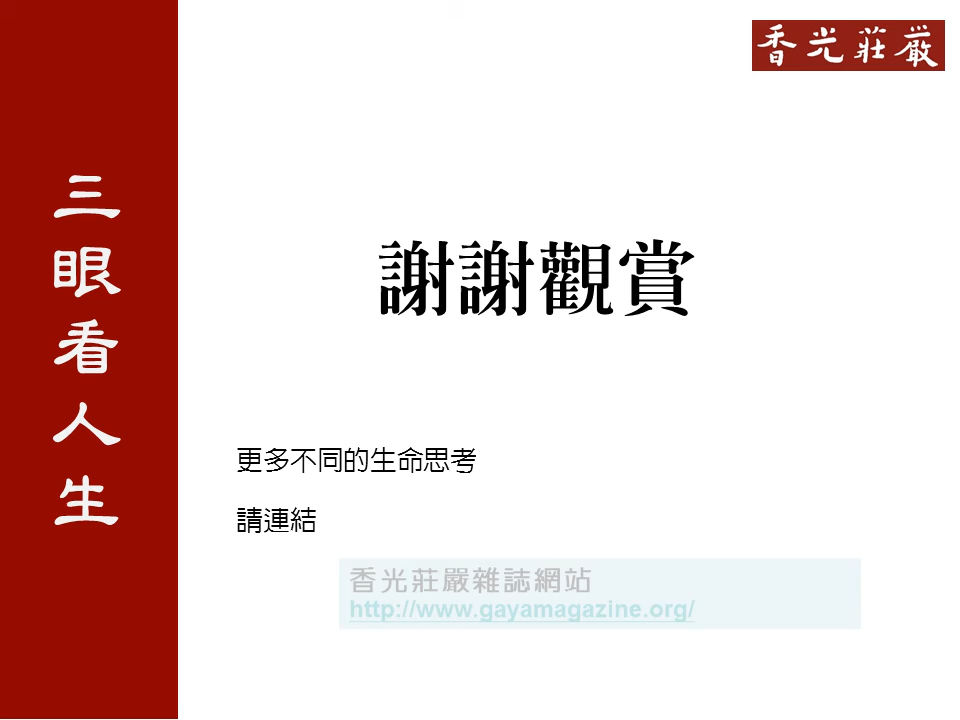 香光莊嚴
三眼看人生
謝謝觀賞
更多不同的生命思考
請連結
香光莊嚴雜誌網站
http://www.gayamagazine.org/